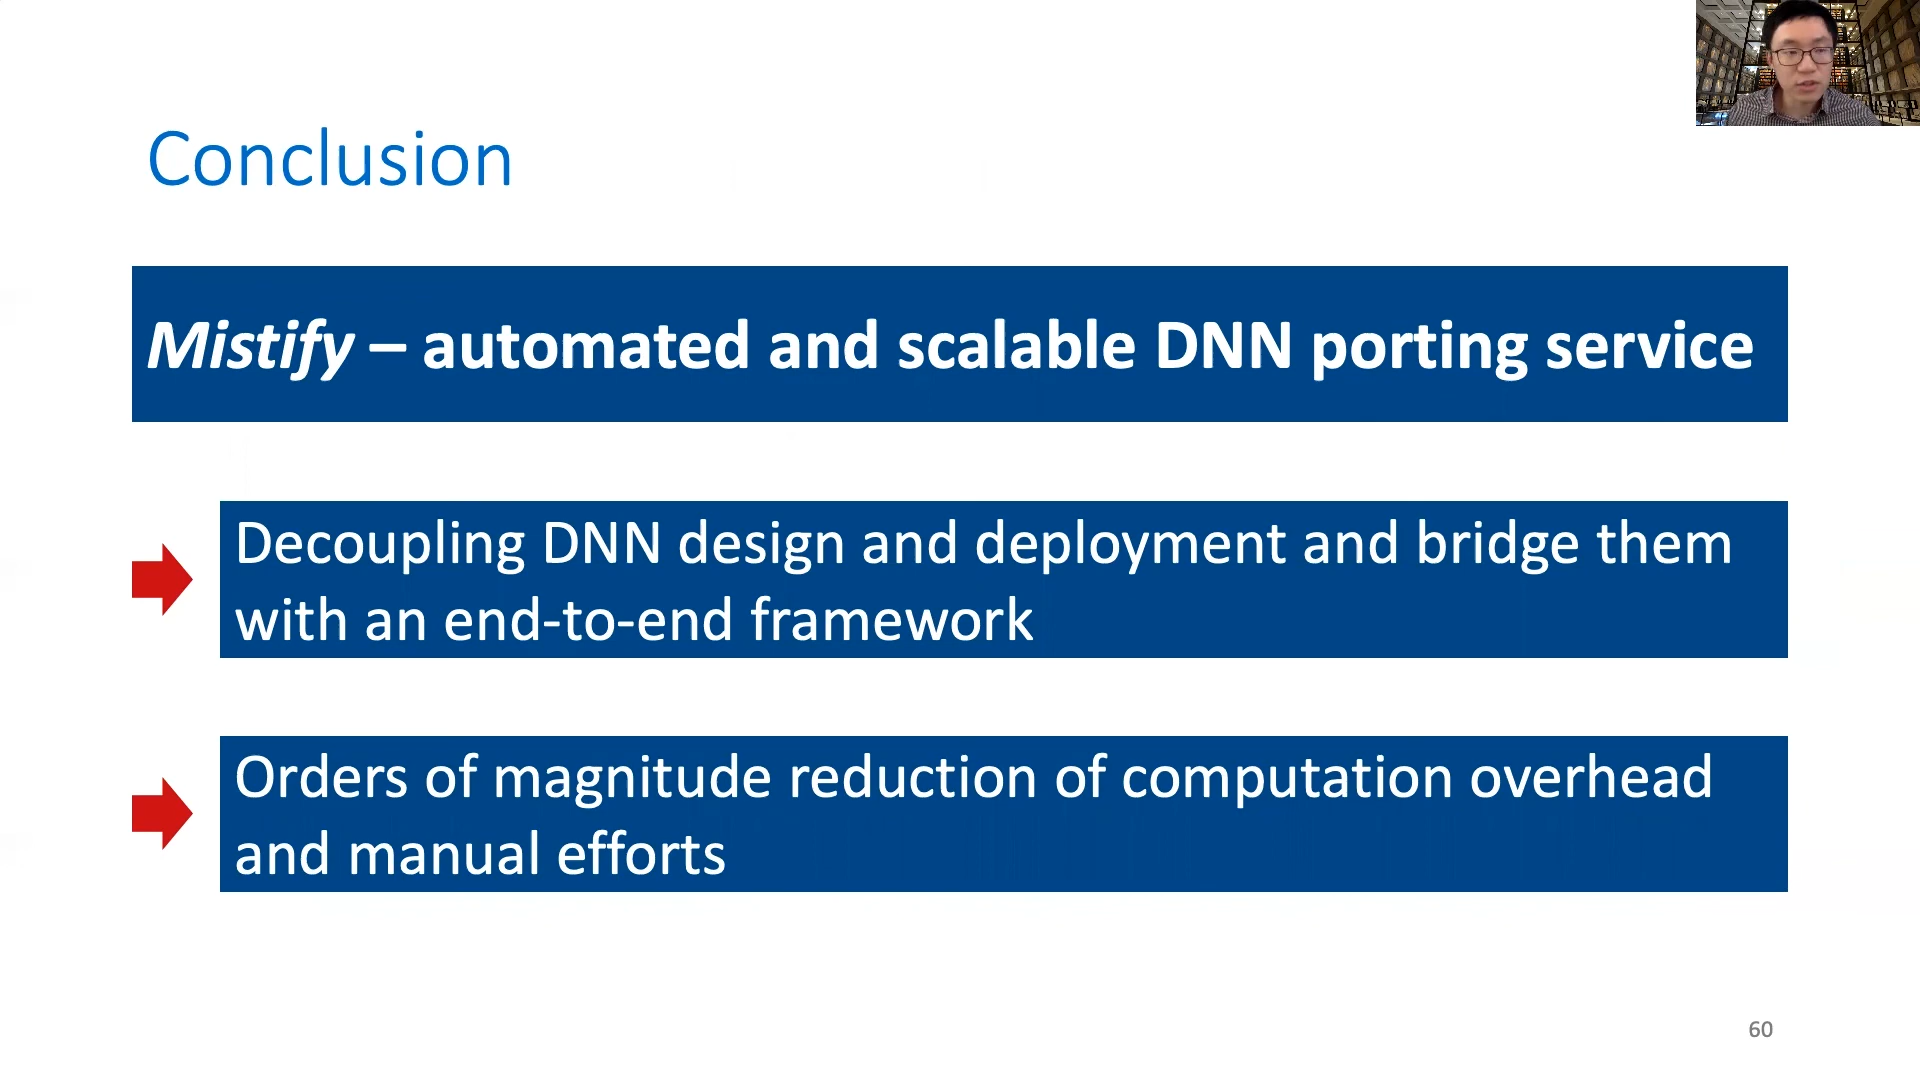 Conclusion
Mistify – automated and scalable DNN porting service
Decoupling DNN design and deployment and bridge them
with an end-to-end framework
Orders of magnitude reduction of computation overhead
and manual efforts
60